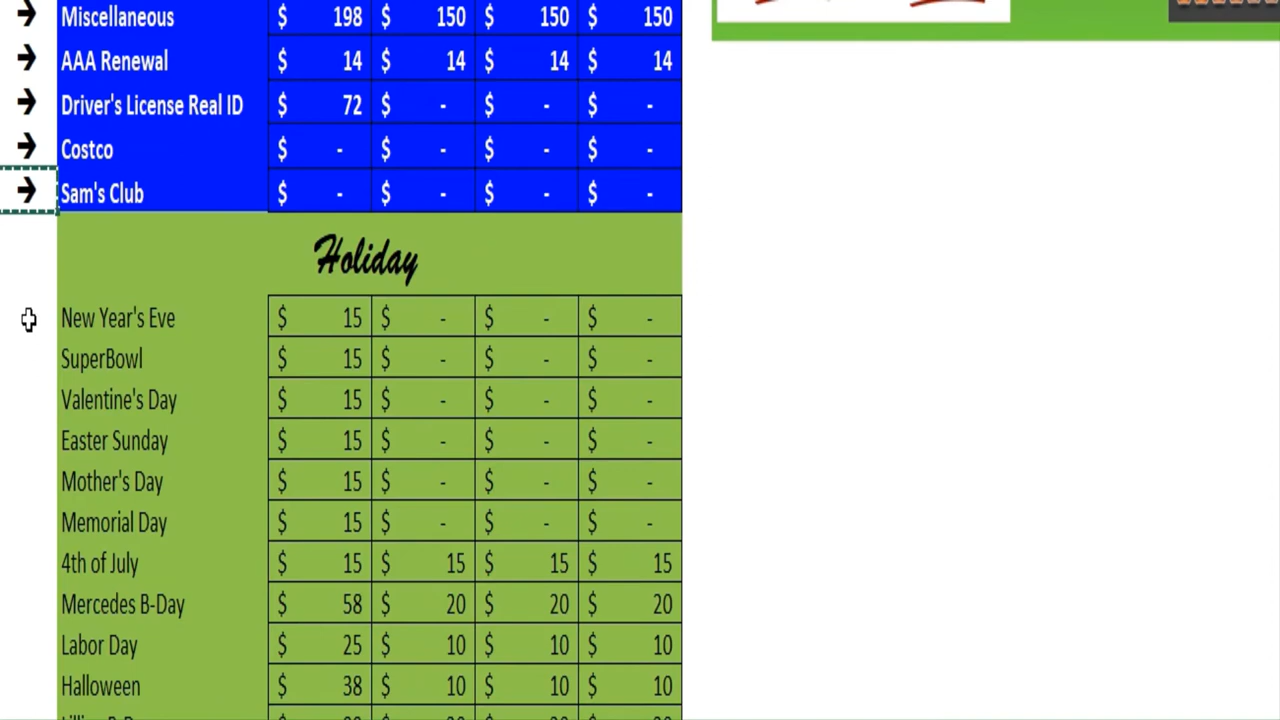 → Miscellaneous $ 198 $ 150 $ 150 $ 150
→ AAA Renewal $ 14 $ 14 $ 14 $ 14
→ Driver's License Real ID $ 72 $ - $ - $ -
→ Costco $ - $ - $ - $ -
→ Sam's Club $ - $ - $ - $ -
Holiday
New Year's Eve $ 15 $ - $ - $ -
SuperBowl $ 15 $ - $ - $ -
Valentine's Day $ 15 $ - $ - $ -
Easter Sunday $ 15 $ - $ - $ -
Mother's Day $ 15 $ - $ - $ -
Memorial Day $ 15 $ - $ - $ -
4th of July $ 15 $ 15 $ 15 $ 15
Mercedes B-Day $ 58 $ 20 $ 20 $ 20
Labor Day $ 25 $ 10 $ 10 $ 10
Halloween $ 38 $ 10 $ 10 $ 10